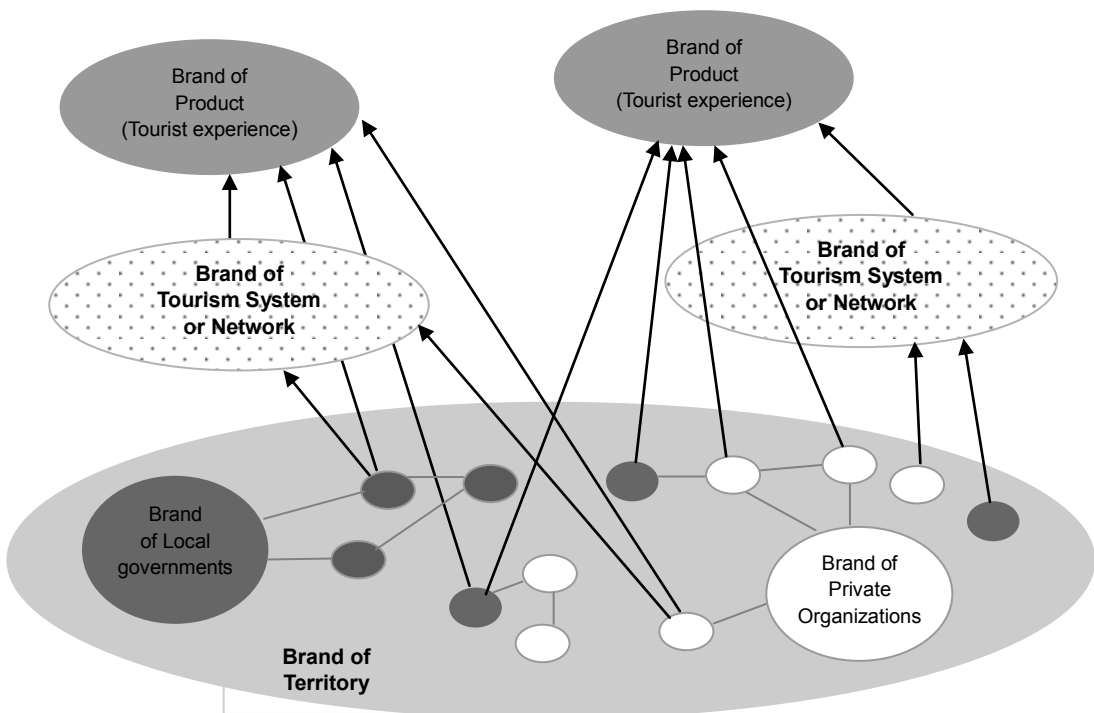 Brand of
Product
(Tourist experience)
Brand of
Product
(Tourist experience)
Brand of
Tourism System
or Network
Brand of
Tourism System
or Network
Brand
of Local
governments
Brand of
Private
Organizations
Brand of
Territory